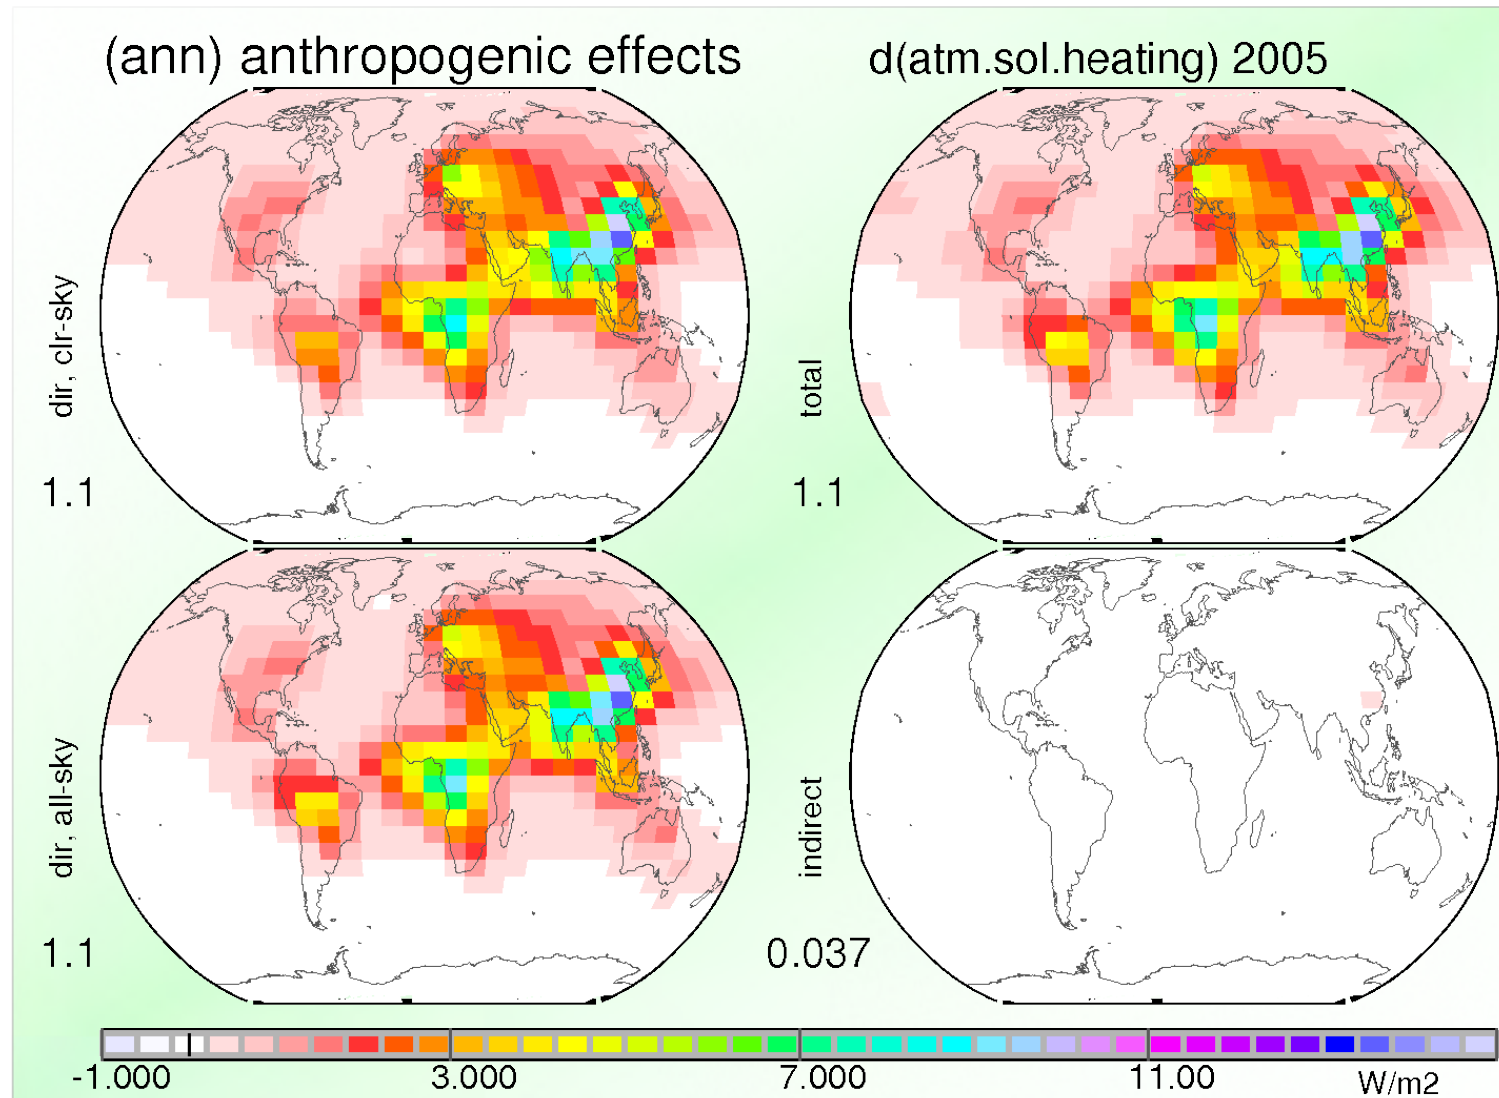 (ann) anthropogenic effects
d(atm.sol.heating) 2005
dir, clr-sky
1.1
total
1.1
dir, all-sky
1.1
indirect
0.037
-1.000 3.000 7.000 11.00 W/m2